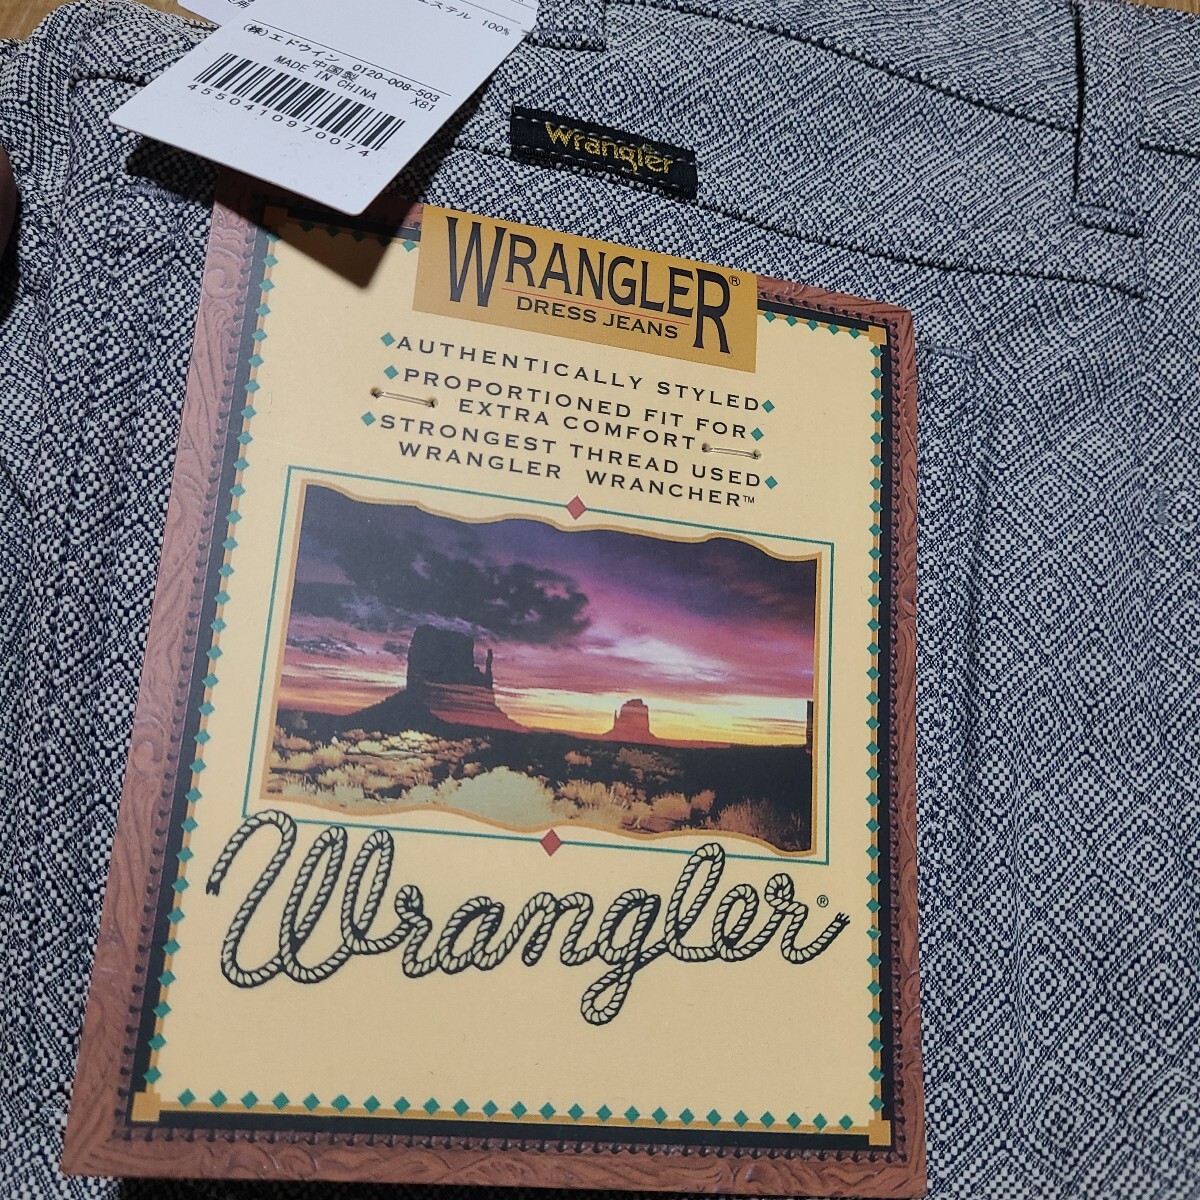 エステル 100%
(株)エドウイン 0120-008-503
中国製
MADE IN CHINA X81
4550410970074
Wrangler
WRANGLER®
DRESS JEANS
AUTHENTICALLY STYLED
PROPORTIONED FIT FOR
EXTRA COMFORT
STRONGEST THREAD USED
WRANGLER WRANCHER™
Wrangler®